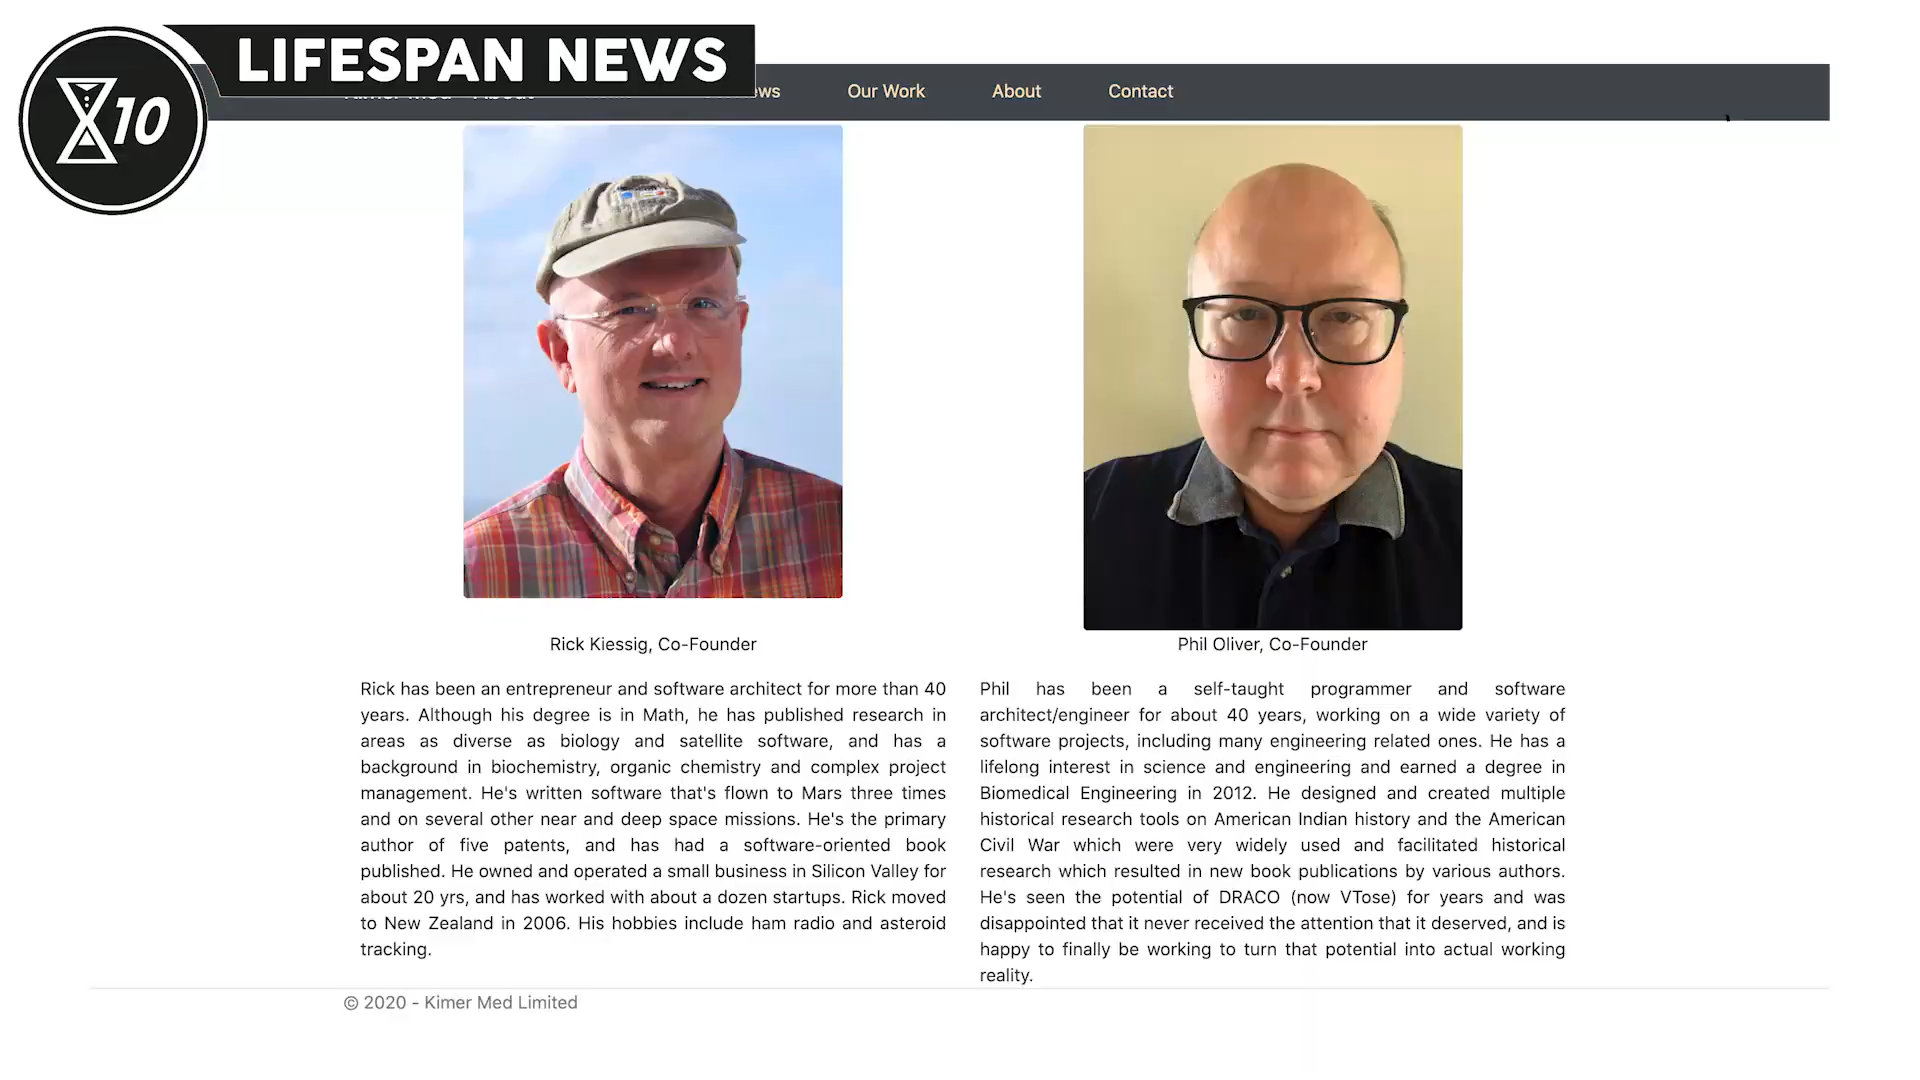 LIFESPAN NEWS
X10
Our Work
About
Contact
Rick Kiessig, Co-Founder
Rick has been an entrepreneur and software architect for more than 40
years. Although his degree is in Math, he has published research in
areas as diverse as biology and satellite software, and has a
background in biochemistry, organic chemistry and complex project
management. He's written software that's flown to Mars three times
and on several other near and deep space missions. He's the primary
author of five patents, and has had a software-oriented book
published. He owned and operated a small business in Silicon Valley for
about 20 yrs, and has worked with about a dozen startups. Rick moved
to New Zealand in 2006. His hobbies include ham radio and asteroid
tracking.
Phil Oliver, Co-Founder
Phil has been a self-taught programmer and software
architect/engineer for about 40 years, working on a wide variety of
software projects, including many engineering related ones. He has a
lifelong interest in science and engineering and earned a degree in
Biomedical Engineering in 2012. He designed and created multiple
historical research tools on American Indian history and the American
Civil War which were very widely used and facilitated historical
research which resulted in new book publications by various authors.
He's seen the potential of DRACO (now VTose) for years and was
disappointed that it never received the attention that it deserved, and is
happy to finally be working to turn that potential into actual working
reality.
© 2020 - Kimer Med Limited